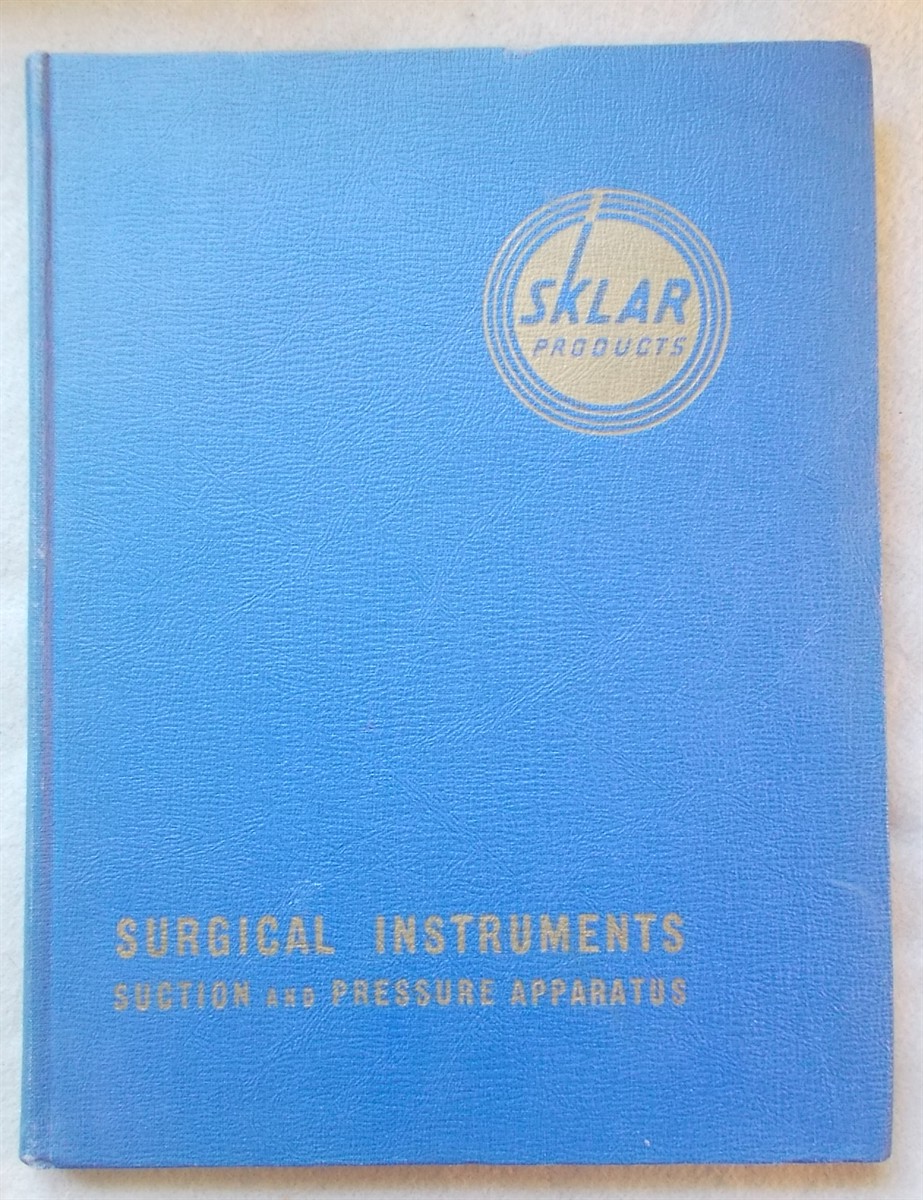 SKLAR
PRODUCTS
SURGICAL INSTRUMENTS
SUCTION AND PRESSURE APPARATUS